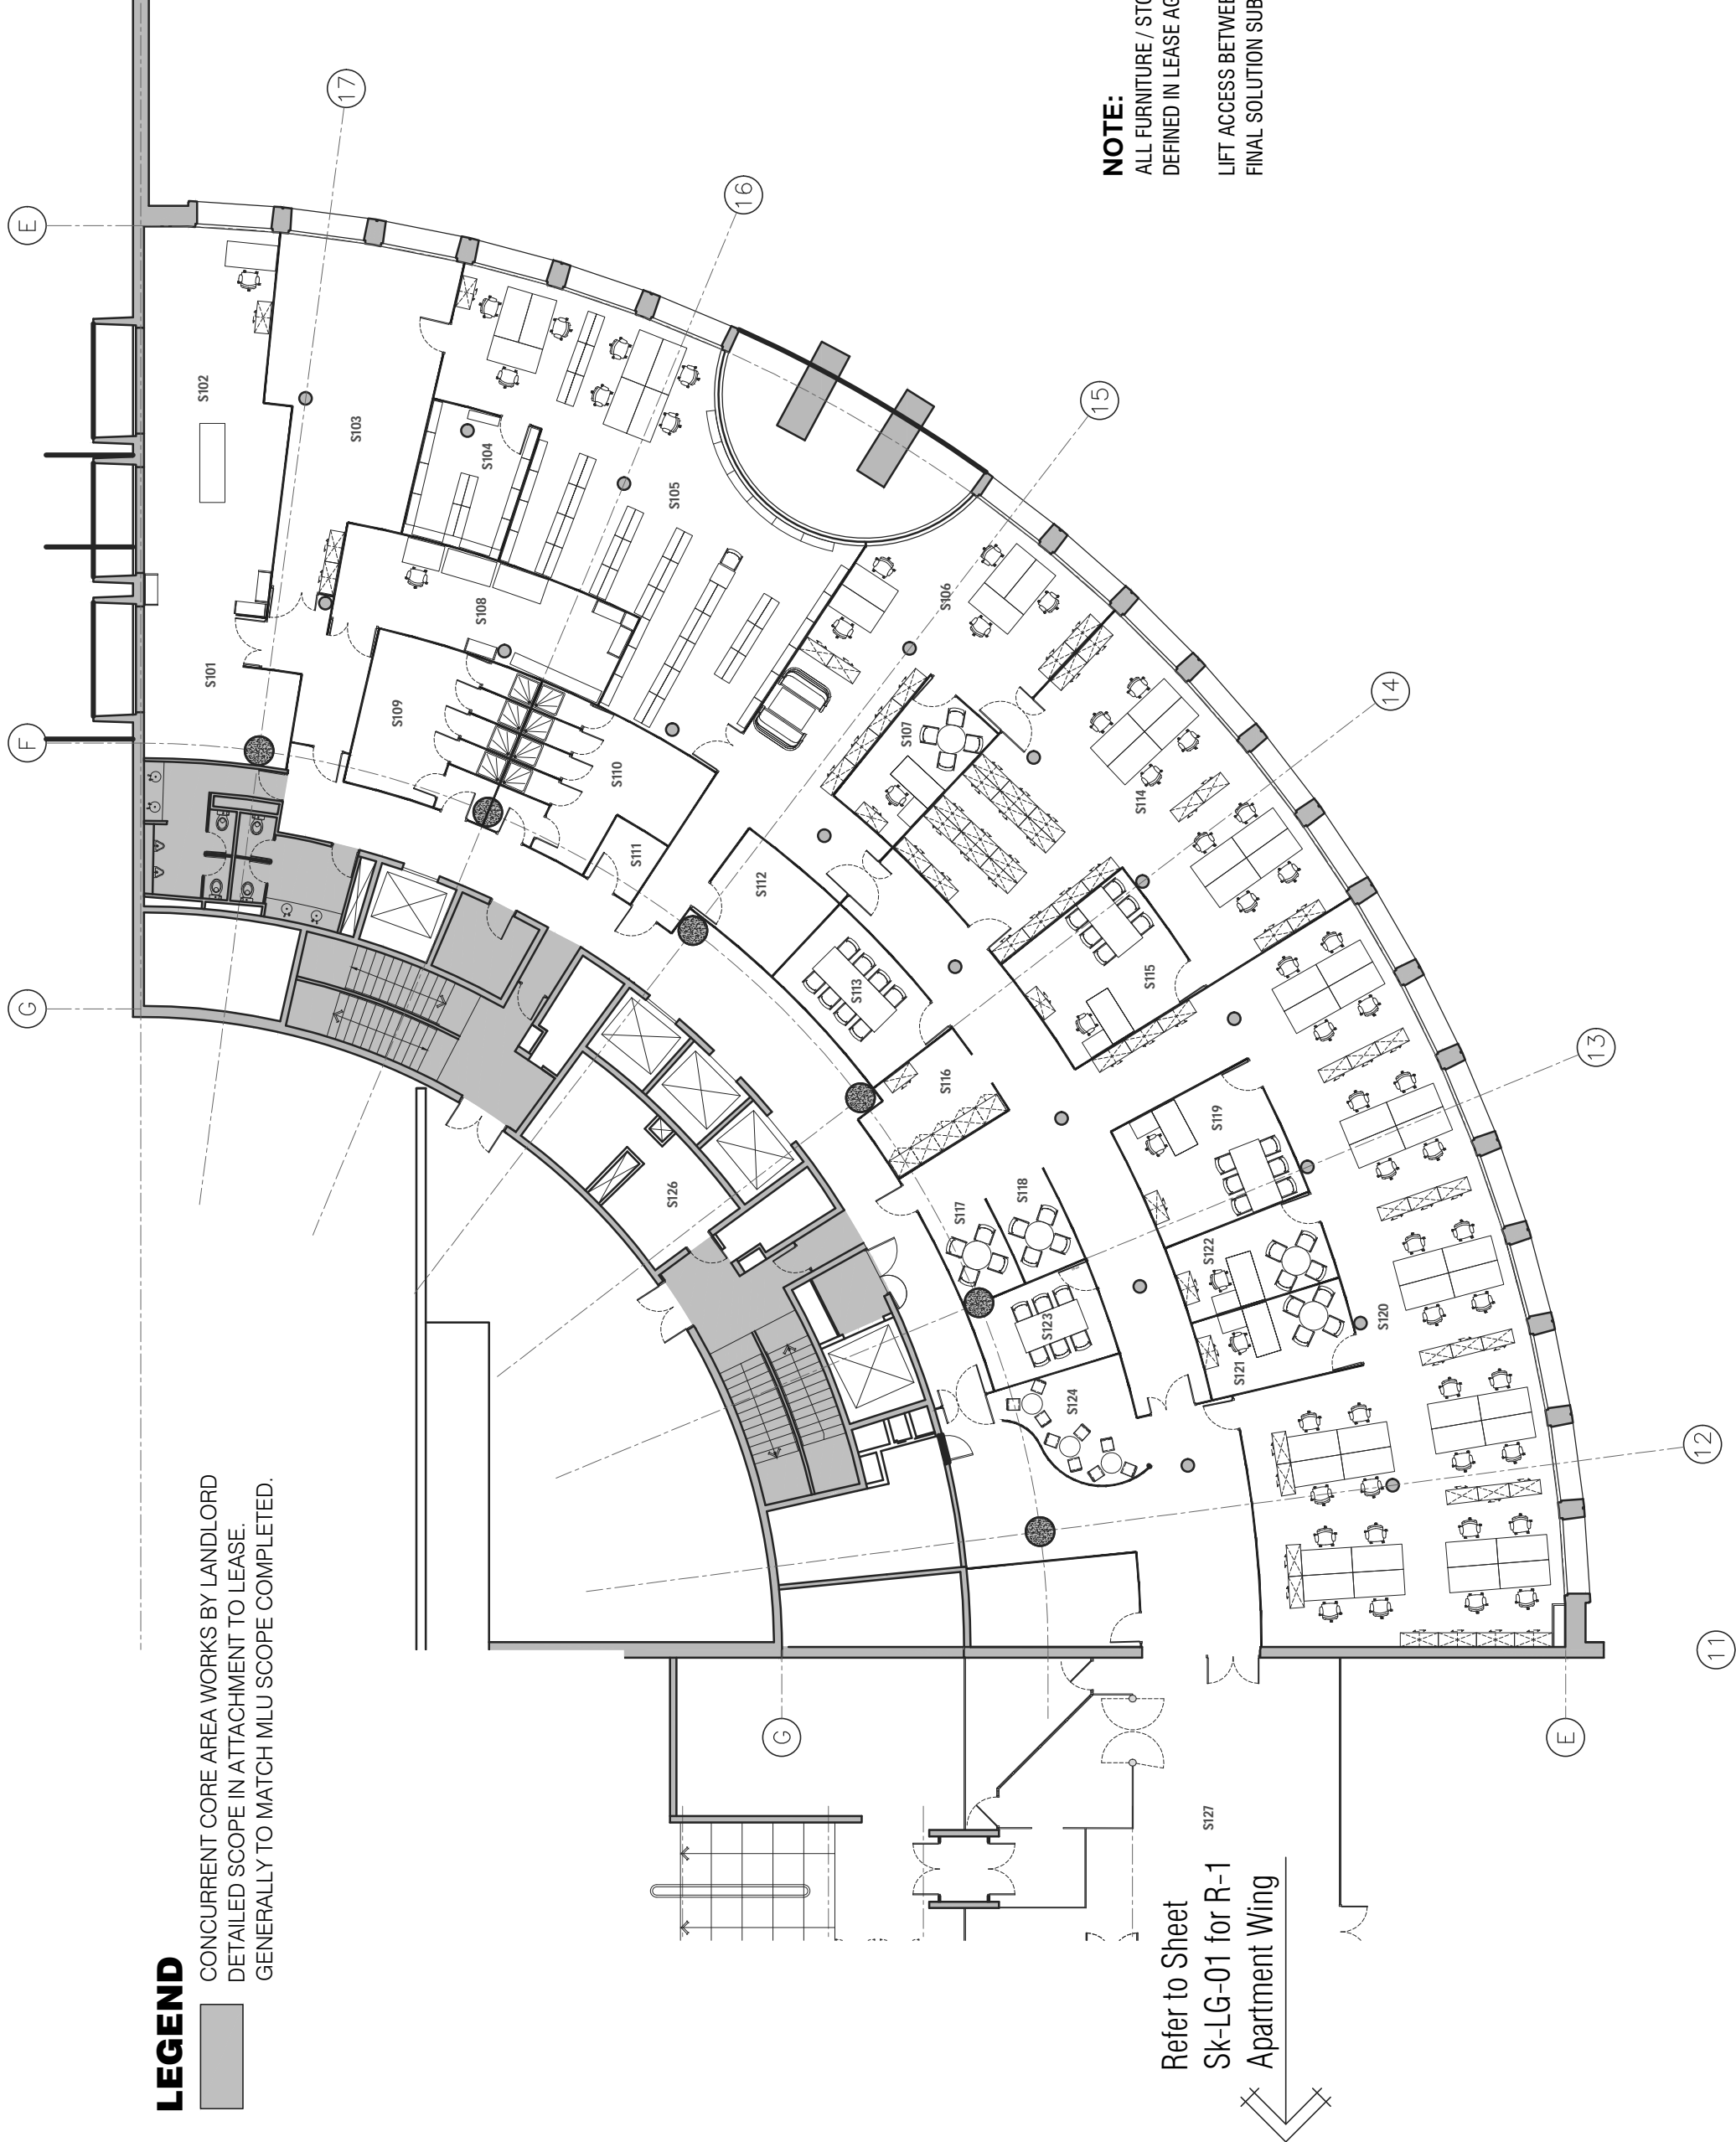 LEGEND
CONCURRENT CORE AREA WORKS BY LANDLORD
DETAILED SCOPE IN ATTACHMENT TO LEASE.
GENERALLY TO MATCH MLU SCOPE COMPLETED.
NOTE:
ALL FURNITURE / STO
DEFINED IN LEASE AG
LIFT ACCESS BETWEE
FINAL SOLUTION SUB
Refer to Sheet
Sk-LG-01 for R-1
Apartment Wing
G
F
E
17
16
15
14
13
12
11
G
E
S101
S102
S103
S104
S105
S106
S107
S108
S109
S110
S111
S112
S113
S114
S115
S116
S117
S118
S119
S120
S121
S122
S123
S124
S126
S127